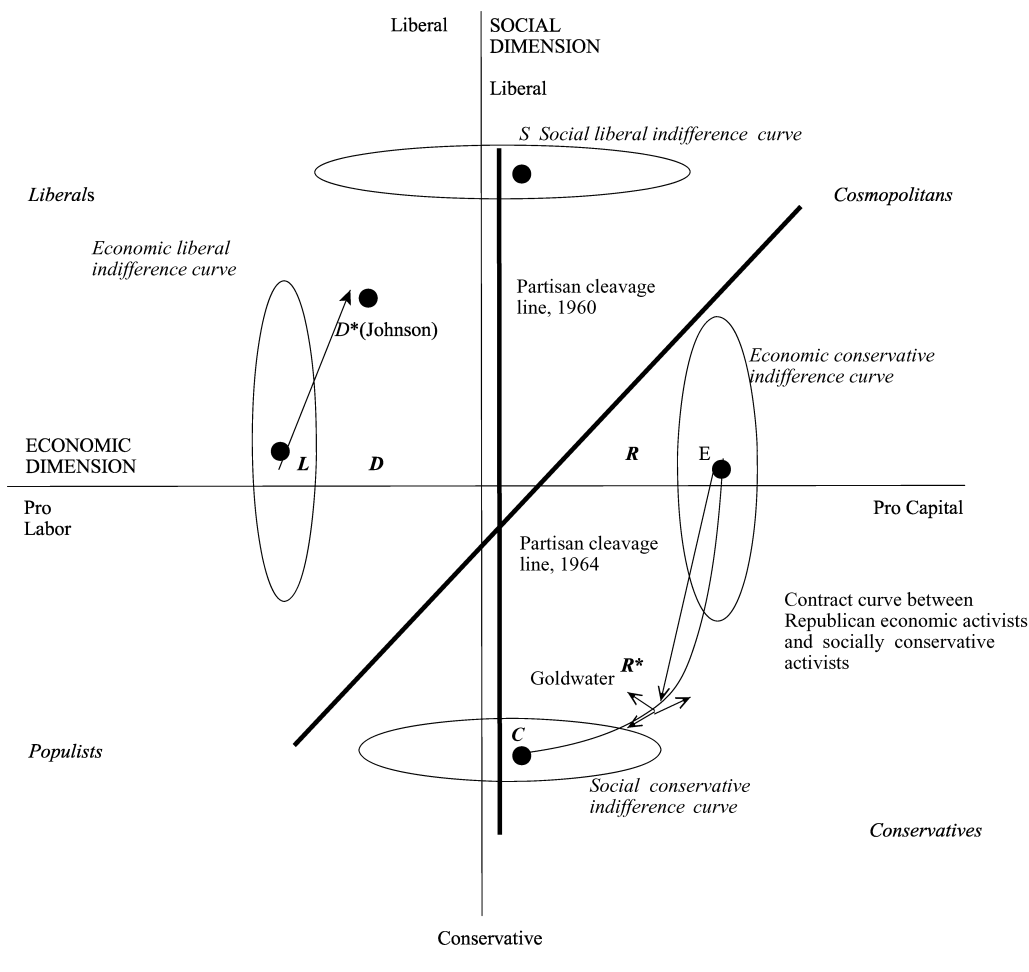 Liberal
SOCIAL
DIMENSION
Liberal
S Social liberal indifference curve
Liberals
Cosmopolitans
Economic liberal
indifference curve
Partisan cleavage
line, 1960
D*(Johnson)
Economic conservative
indifference curve
ECONOMIC
DIMENSION
L
D
R
E
Pro
Labor
Pro Capital
Partisan cleavage
line, 1964
Contract curve between
Republican economic activists
and socially conservative
activists
R*
Goldwater
C
Populists
Social conservative
indifference curve
Conservatives
Conservative